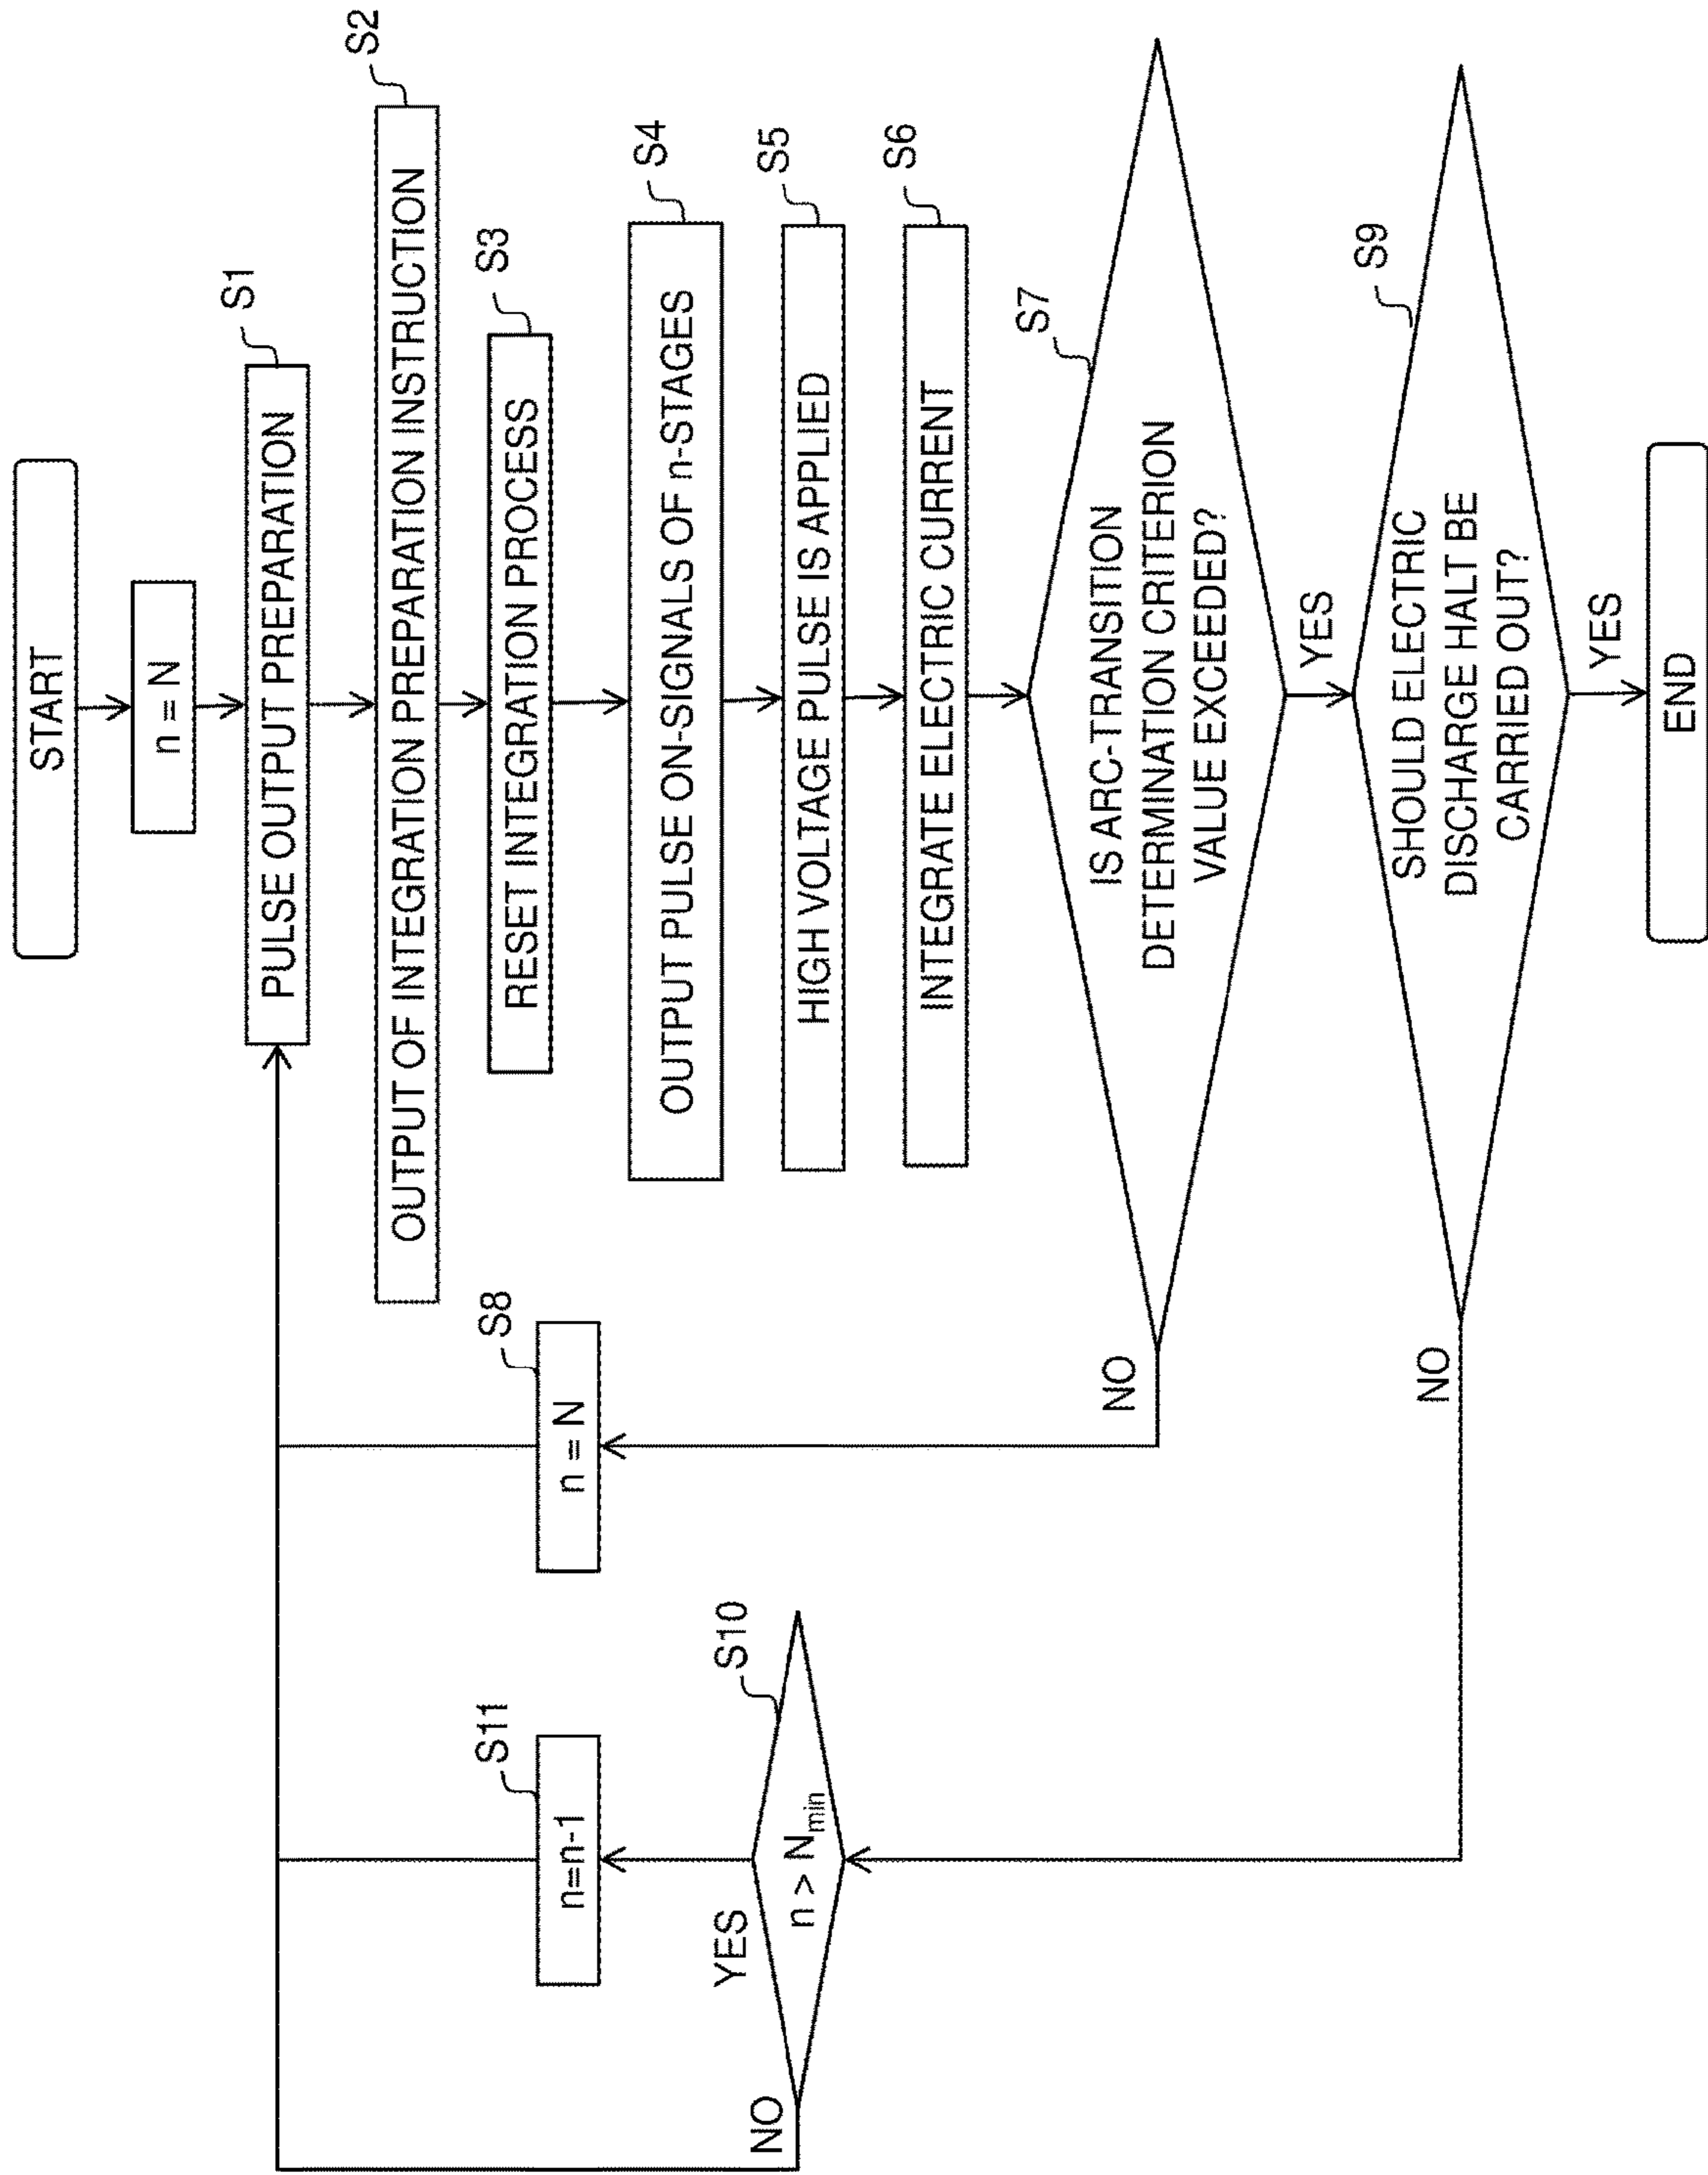 START
n = N
S1
PULSE OUTPUT PREPARATION
S2
OUTPUT OF INTEGRATION PREPARATION INSTRUCTION
S3
RESET INTEGRATION PROCESS
S4
OUTPUT PULSE ON-SIGNALS OF n-STAGES
S5
HIGH VOLTAGE PULSE IS APPLIED
S6
INTEGRATE ELECTRIC CURRENT
S7
IS ARC-TRANSITION
DETERMINATION CRITERION
VALUE EXCEEDED?
NO
YES
S8
n = N
S9
SHOULD ELECTRIC
DISCHARGE HALT BE
CARRIED OUT?
NO
YES
S10
n > Nmin
YES
NO
S11
n=n-1
END